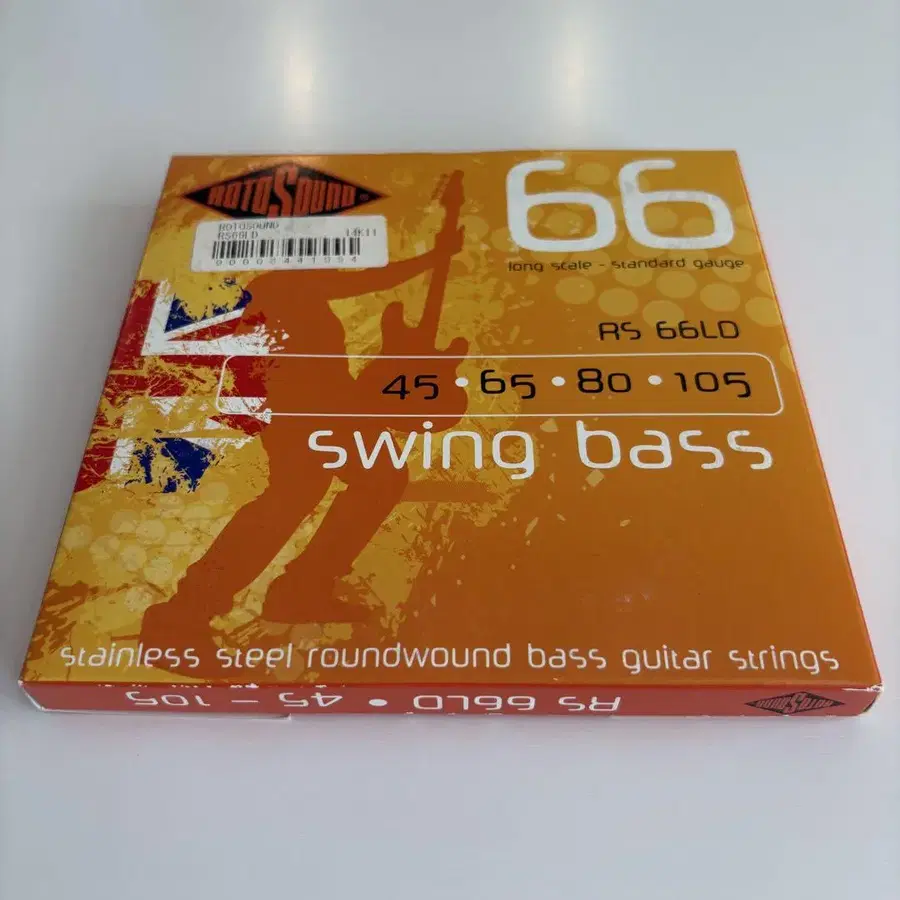 ROTOSOUND
66
ROTOSOUND
RS66LD 14K11
long scale - standard gauge
RS 66LD
45 • 65 • 80 • 105
swing bass
stainless steel roundwound bass guitar strings
RS 66LD • 45 - 105
ROTOSOUND